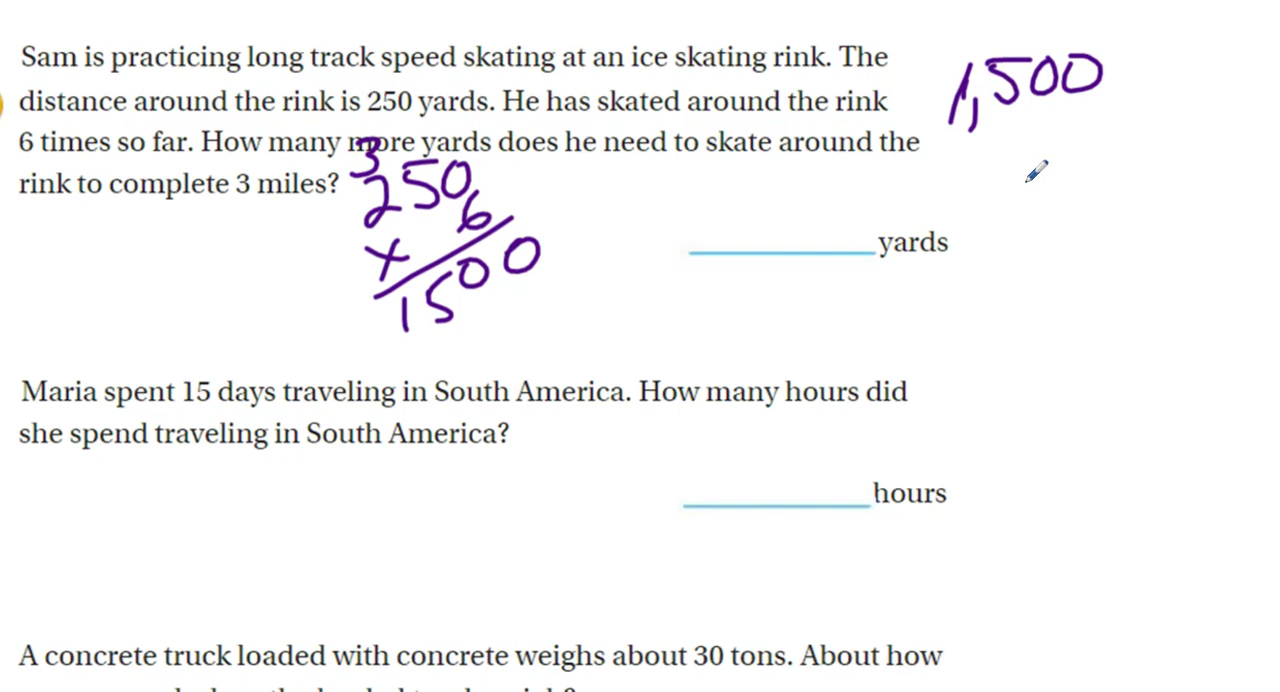 Sam is practicing long track speed skating at an ice skating rink. The
distance around the rink is 250 yards. He has skated around the rink
6 times so far. How many more yards does he need to skate around the
rink to complete 3 miles?
1,500
3
250
x 6
1500
yards
Maria spent 15 days traveling in South America. How many hours did
she spend traveling in South America?
hours
A concrete truck loaded with concrete weighs about 30 tons. About how